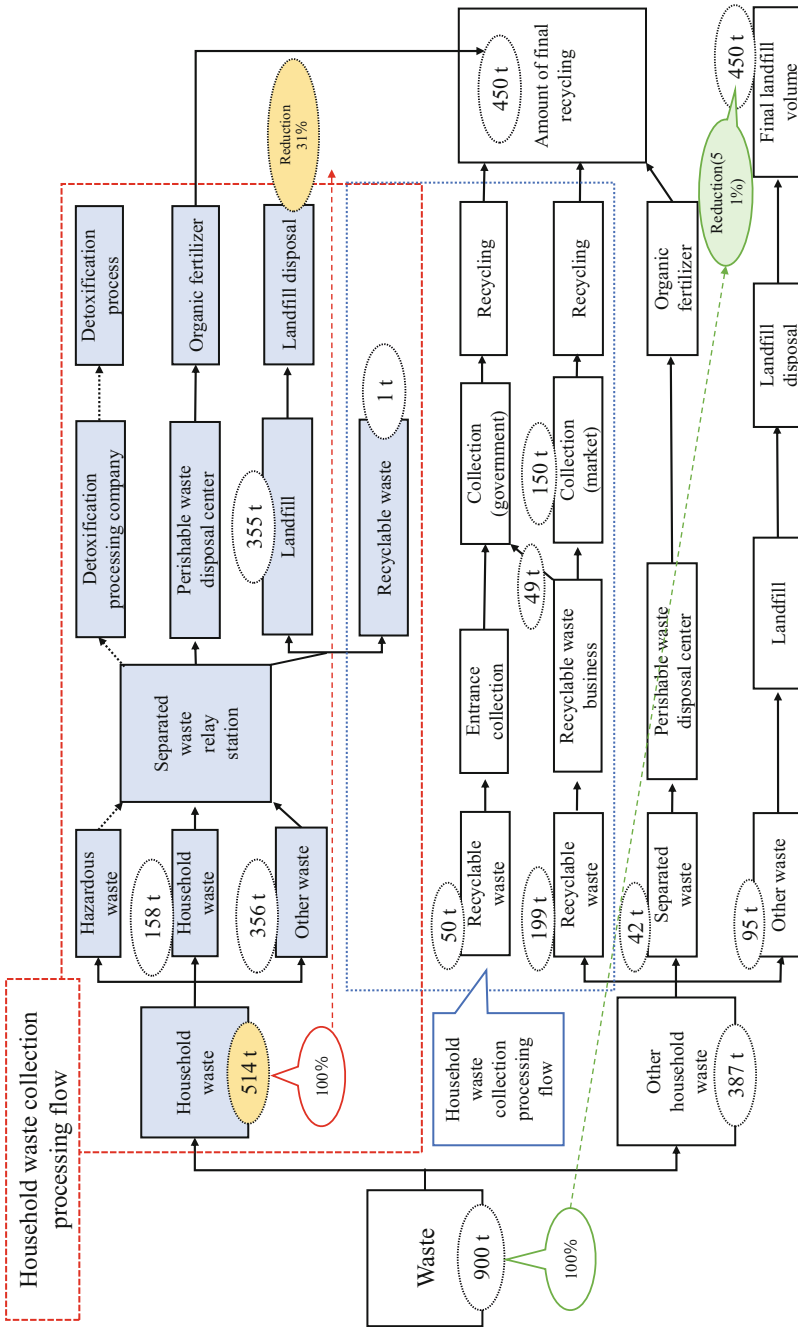 Household waste collection
processing flow
Waste
900 t
100%
Household
waste
514 t
100%
Hazardous
waste
158 t
Household
waste
356 t
Other waste
Separated
waste
relay
station
Detoxification
processing company
Detoxification
process
Perishable waste
disposal center
Organic fertilizer
355 t
Landfill
Landfill disposal
Reduction
31%
Recyclable waste
1 t
Household
waste
collection
processing
flow
50 t
Recyclable
waste
Entrance
collection
Collection
(government)
Recycling
199 t
Recyclable
waste
Recyclable waste
business
49 t
150 t
Collection
(market)
Recycling
450 t
Amount of final
recycling
Other
household
waste
387 t
42 t
Separated
waste
Perishable waste
disposal center
Organic
fertilizer
95 t
Other waste
Landfill
Landfill
disposal
Reduction(5
1%)
450 t
Final landfill
volume